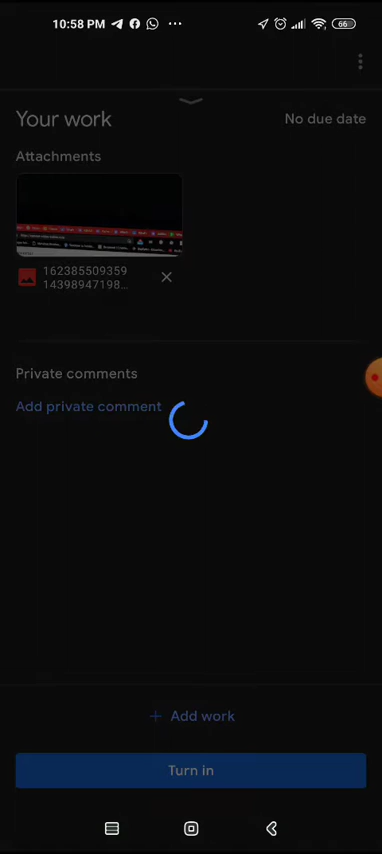 10:58 PM
66
Your work
No due date
Attachments
162385509359
14398947198...
Private comments
Add private comment
+ Add work
Turn in